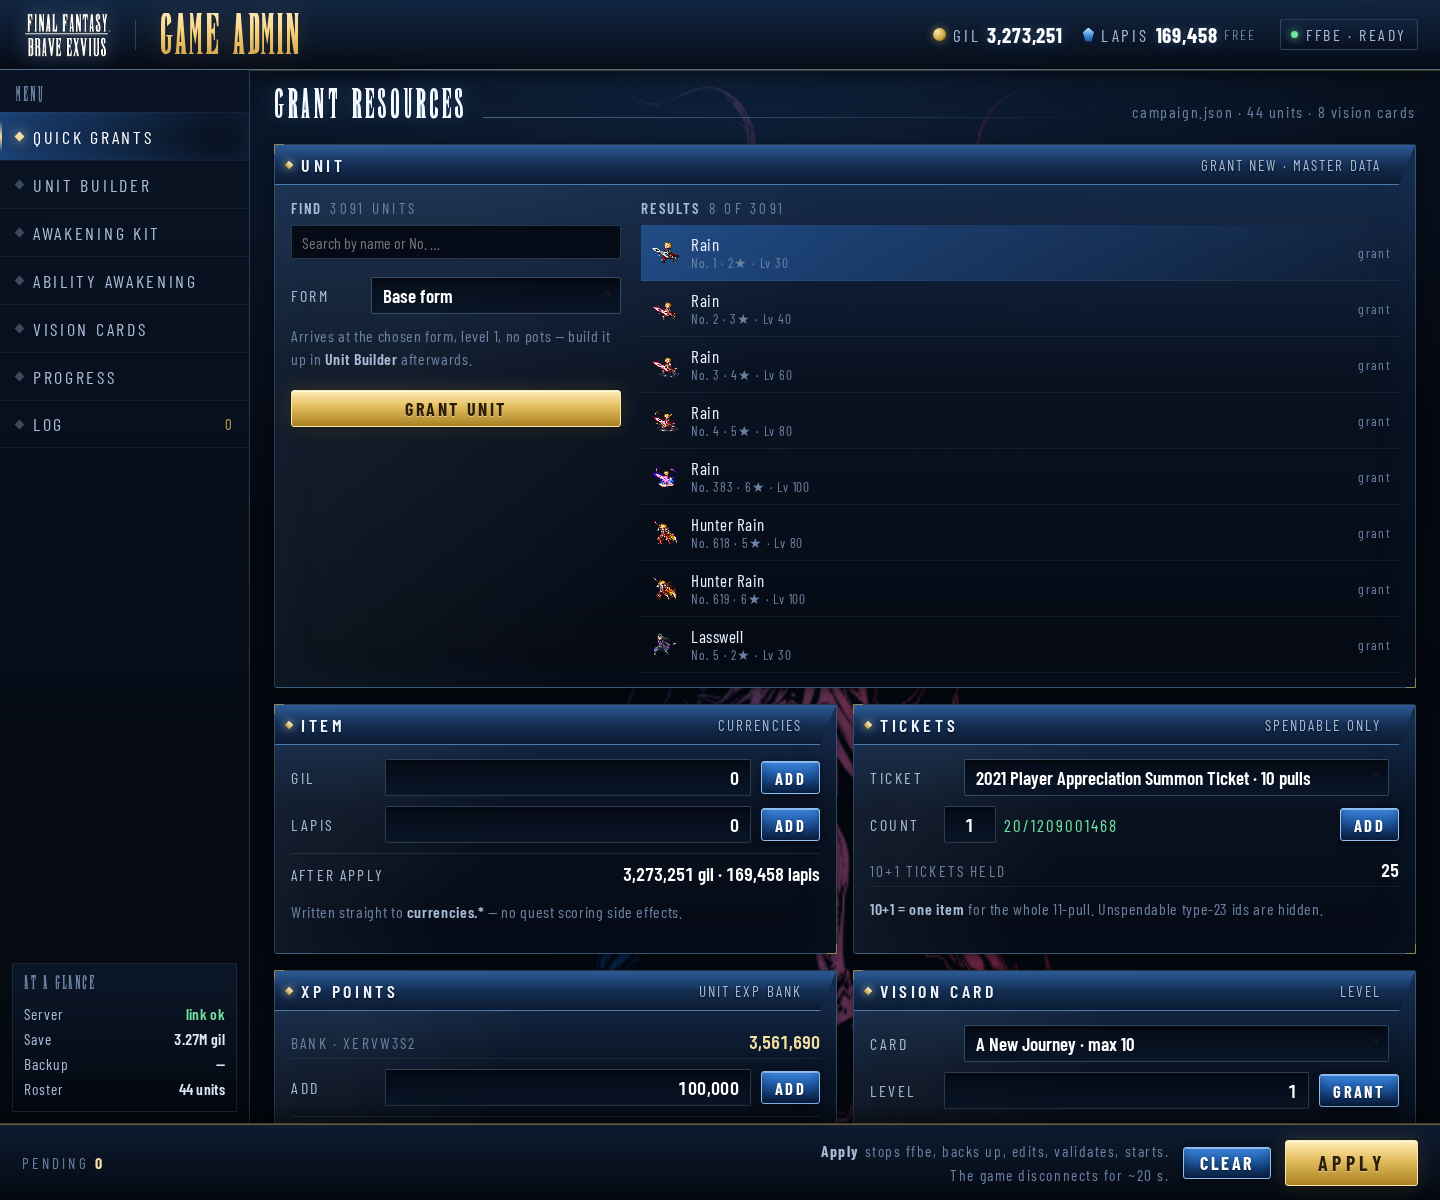 FINAL FANTASY
BRAVE EXVIUS
GAME ADMIN
GIL 3,273,251
LAPIS 169,458 FREE
FFBE · READY
MENU
QUICK GRANTS
UNIT BUILDER
AWAKENING KIT
ABILITY AWAKENING
VISION CARDS
PROGRESS
LOG 0
AT A GLANCE
Server link ok
Save 3.27M gil
Backup —
Roster 44 units
GRANT RESOURCES
campaign.json · 44 units · 8 vision cards
UNIT
GRANT NEW · MASTER DATA
FIND 3091 UNITS
Search by name or No. ...
FORM Base form
Arrives at the chosen form, level 1, no pots — build it
up in Unit Builder afterwards.
GRANT UNIT
RESULTS 8 OF 3091
Rain
No. 1 · 2★ · Lv 30
grant
Rain
No. 2 · 3★ · Lv 40
grant
Rain
No. 3 · 4★ · Lv 60
grant
Rain
No. 4 · 5★ · Lv 80
grant
Rain
No. 383 · 6★ · Lv 100
grant
Hunter Rain
No. 618 · 5★ · Lv 80
grant
Hunter Rain
No. 619 · 6★ · Lv 100
grant
Lasswell
No. 5 · 2★ · Lv 30
grant
ITEM
CURRENCIES
GIL 0 ADD
LAPIS 0 ADD
AFTER APPLY 3,273,251 gil · 169,458 lapis
Written straight to currencies.* — no quest scoring side effects.
TICKETS
SPENDABLE ONLY
TICKET 2021 Player Appreciation Summon Ticket · 10 pulls
COUNT 1 20/1209001468 ADD
10+1 TICKETS HELD 25
10+1 = one item for the whole 11-pull. Unspendable type-23 ids are hidden.
XP POINTS
UNIT EXP BANK
BANK · XERVW3S2 3,561,690
ADD 100,000 ADD
VISION CARD
LEVEL
CARD A New Journey · max 10
LEVEL 1 GRANT
PENDING 0
Apply stops ffbe, backs up, edits, validates, starts.
The game disconnects for ~20 s.
CLEAR
APPLY